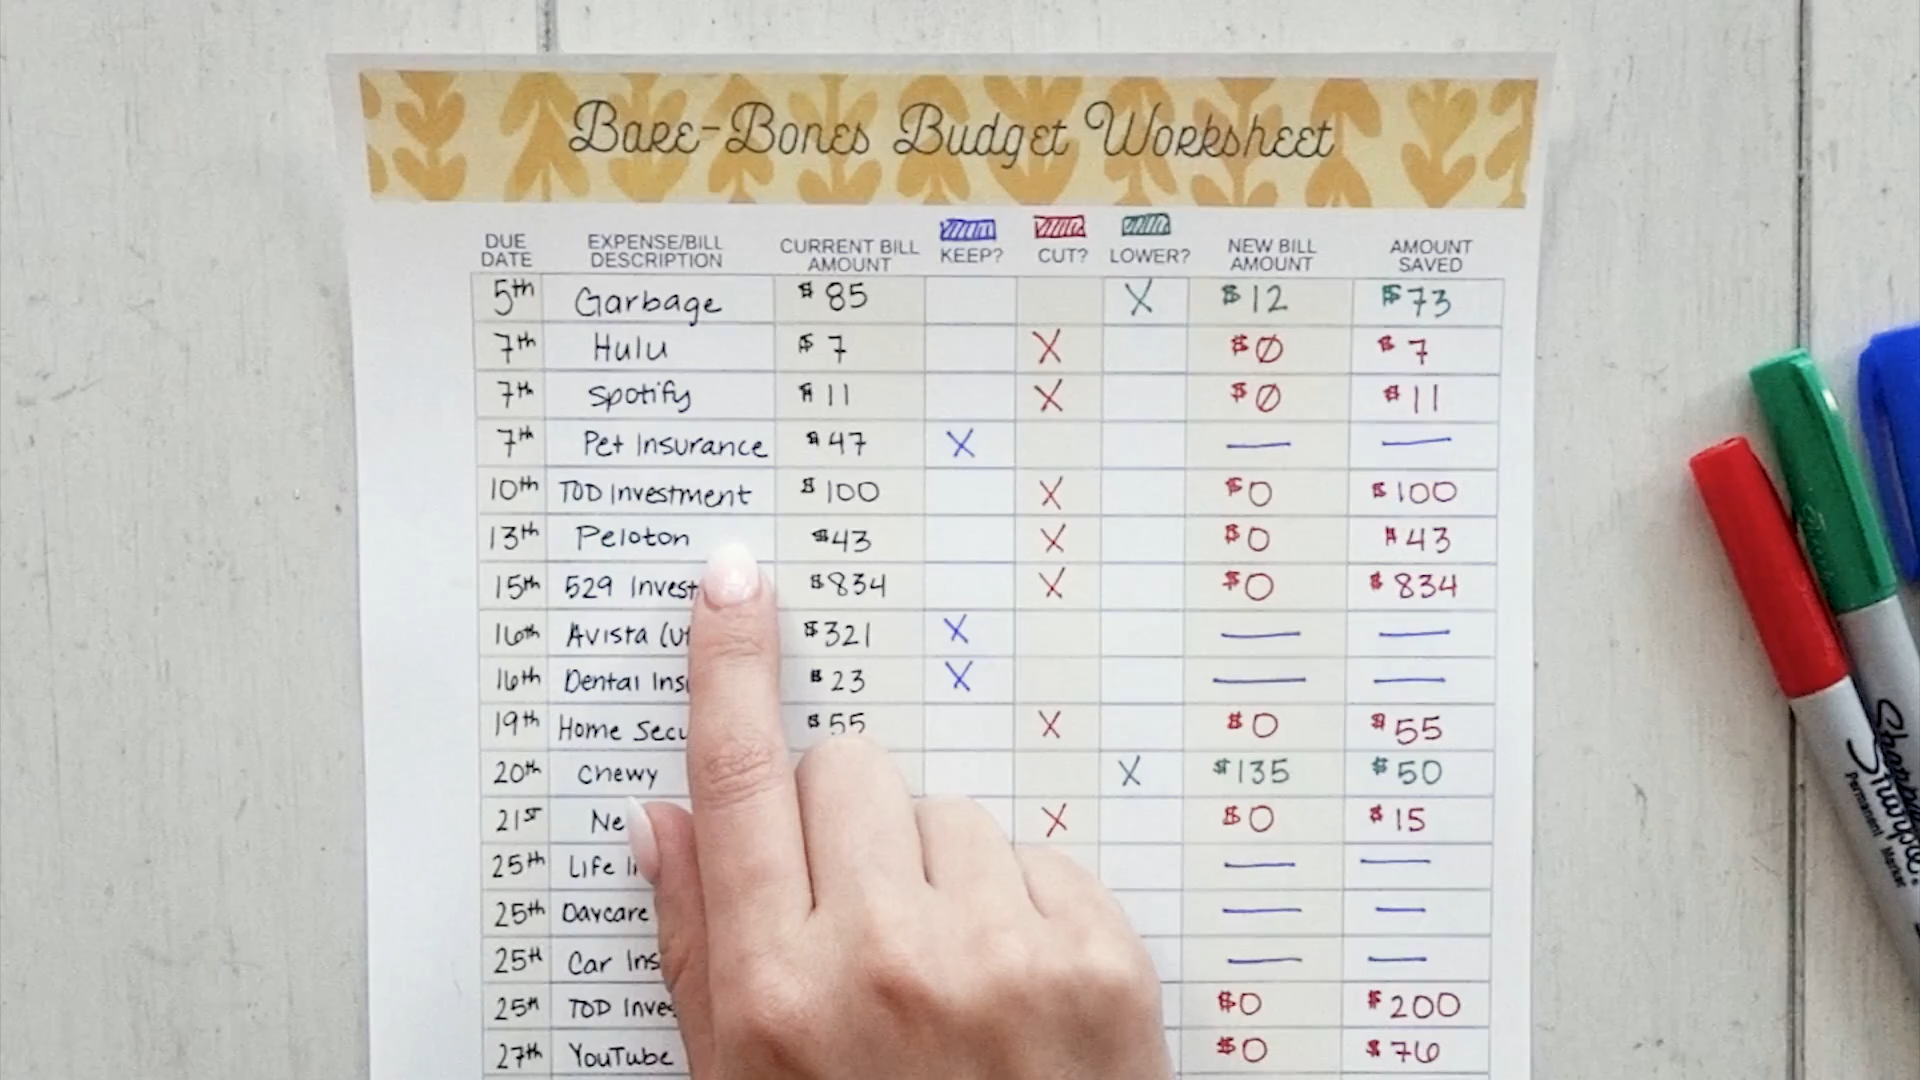 Bare-Bones Budget Worksheet
DUE DATE EXPENSE/BILL DESCRIPTION CURRENT BILL AMOUNT KEEP? CUT? LOWER? NEW BILL AMOUNT AMOUNT SAVED
5th Garbage $85 X $12 $73
7th Hulu $7 X $0 $7
7th Spotify $11 X $0 $11
7th Pet Insurance $47 X — —
10th TOD Investment $100 X $0 $100
13th Peloton $43 X $0 $43
15th 529 Invest $834 X $0 $834
16th Avista $321 X — —
16th Dental $23 X — —
19th Home $55 X $0 $55
20th Chewy X $135 $50
21st X $0 $15
25th Life — —
25th Daycare — —
25th Car — —
25th TOD $0 $200
27th YouTube $0 $76
Sharpie
Permanent Marker